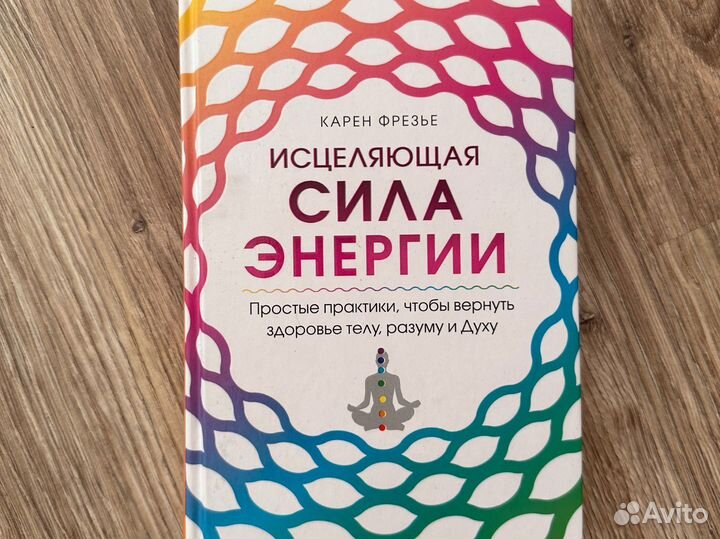 КАРЕН ФРЕЗЬЕ
ИСЦЕЛЯЮЩАЯ
СИЛА
ЭНЕРГИИ
Простые практики, чтобы вернуть
здоровье телу, разуму и Духу
Avito